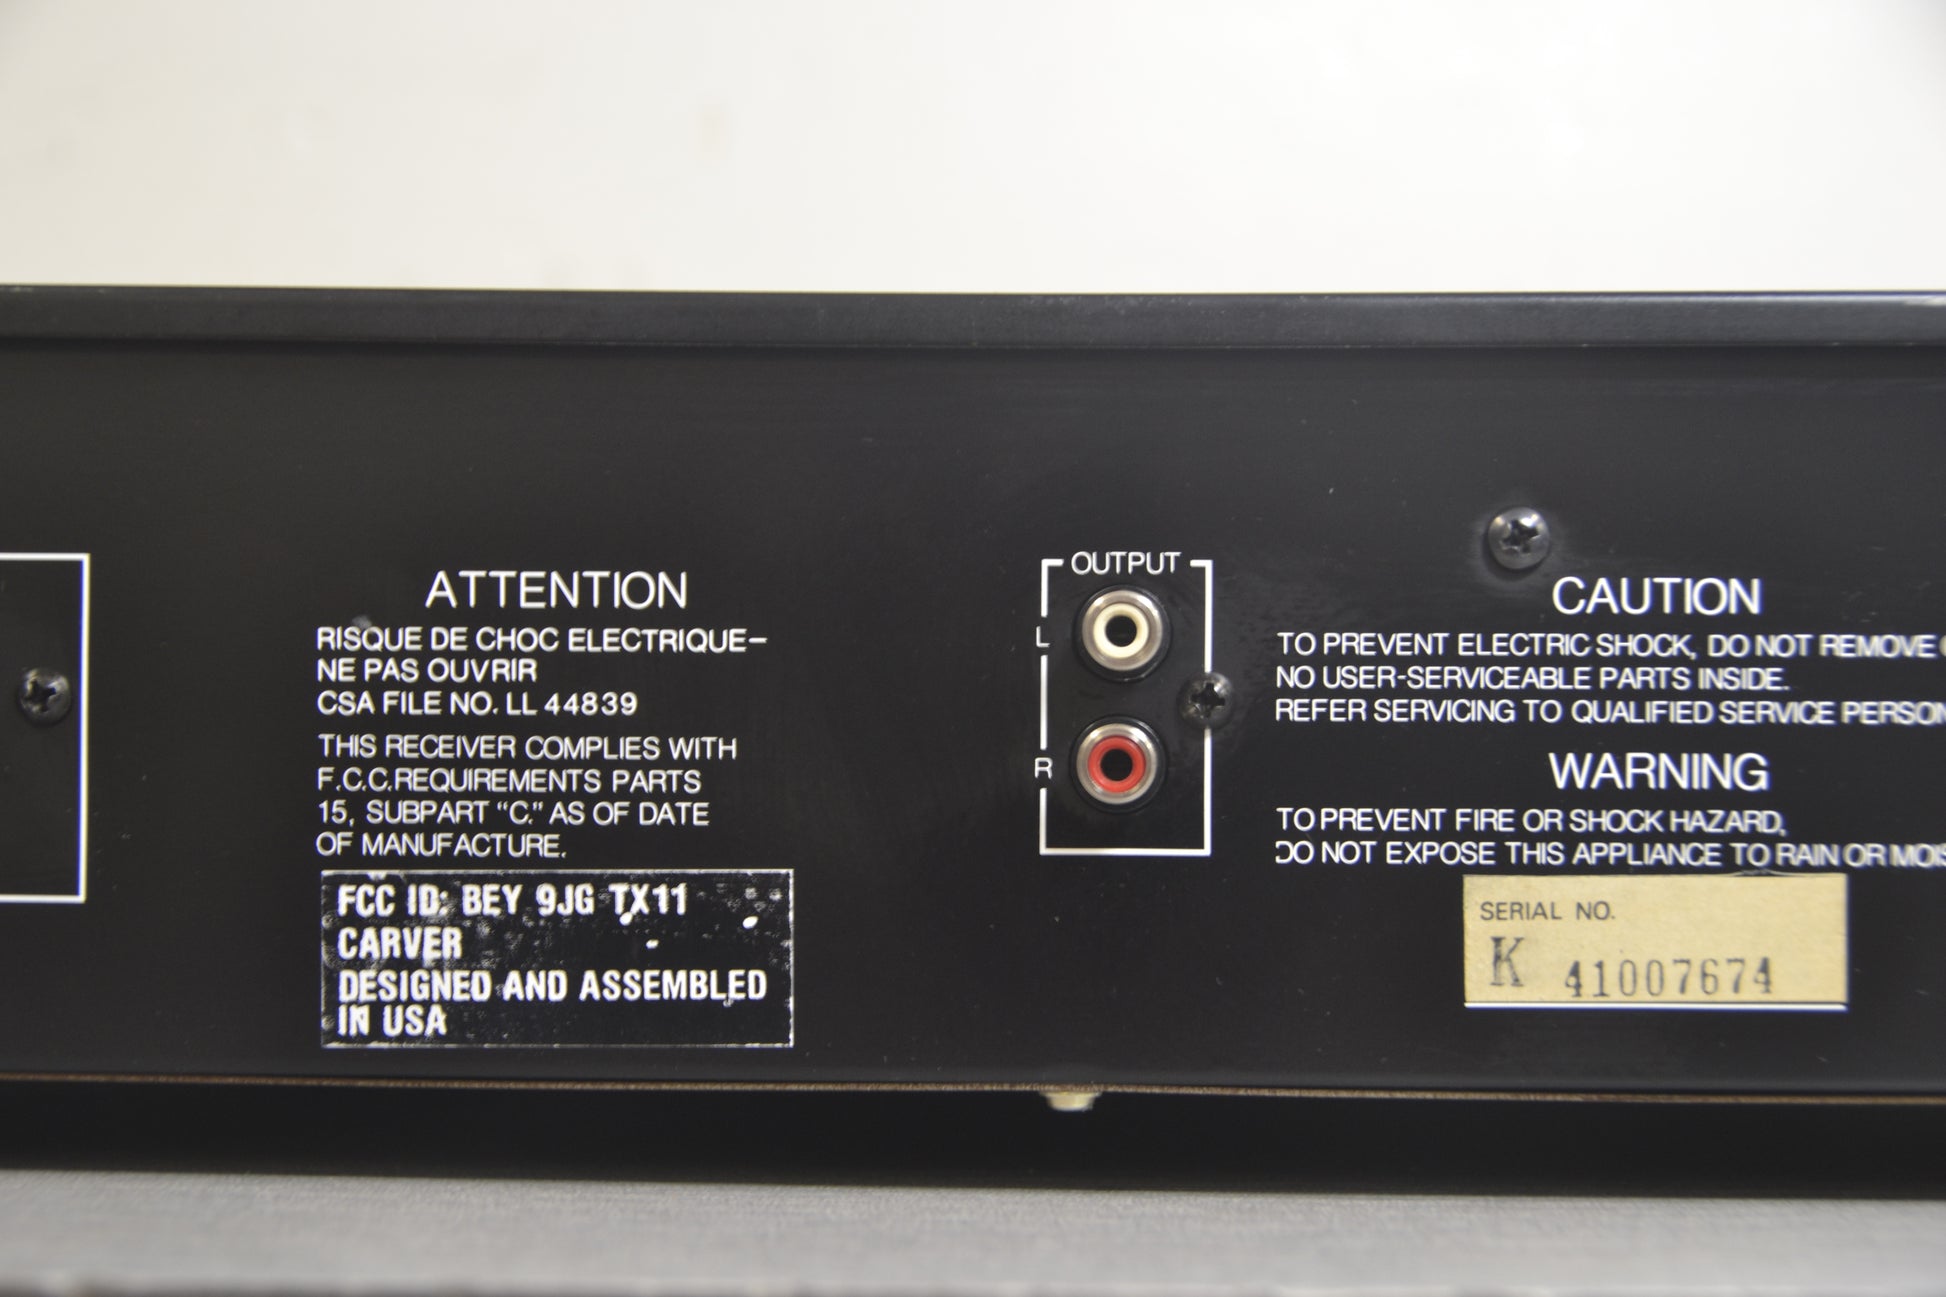 ATTENTION
RISQUE DE CHOC ELECTRIQUE–
NE PAS OUVRIR
CSA FILE NO. LL 44839
THIS RECEIVER COMPLIES WITH
F.C.C. REQUIREMENTS PARTS
15, SUBPART “C.” AS OF DATE
OF MANUFACTURE.
FCC ID: BEY 9JG TX11
CARVER
DESIGNED AND ASSEMBLED
IN USA
OUTPUT
L
R
CAUTION
TO PREVENT ELECTRIC SHOCK, DO NOT REMOVE
NO USER-SERVICEABLE PARTS INSIDE.
REFER SERVICING TO QUALIFIED SERVICE PERSON
WARNING
TO PREVENT FIRE OR SHOCK HAZARD,
DO NOT EXPOSE THIS APPLIANCE TO RAIN OR MOIS
SERIAL NO.
K 41007674